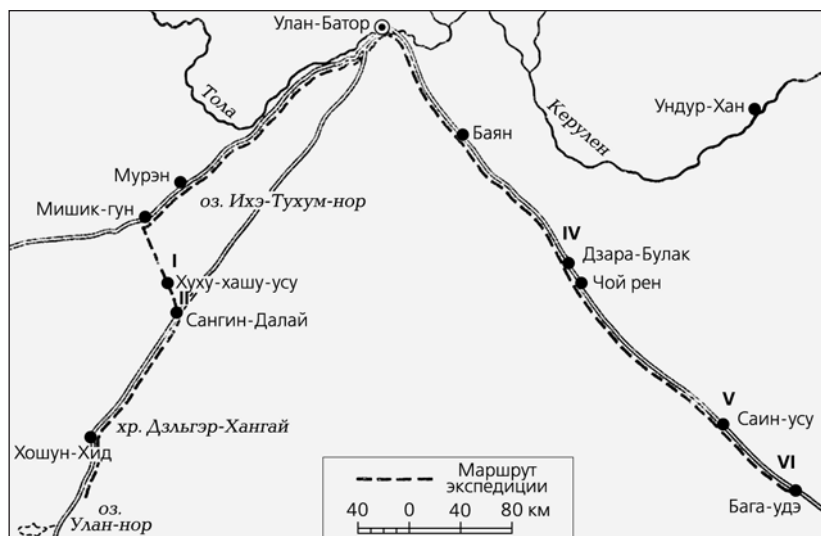 Улан-Батор
Тола
Керулен
Ундур-Хан
Баян
Мурэн
Мишик-гун
оз. Ихэ-Тухум-нор
I
Хуху-хашу-усу
II
Сангин-Далай
IV
Дзара-Булак
Чой рен
хр. Дзльгэр-Хангай
Хошун-Хид
V
Саин-усу
VI
Бага-удэ
оз.
Улан-нор
Маршрут
экспедиции
40 0 40 80 км